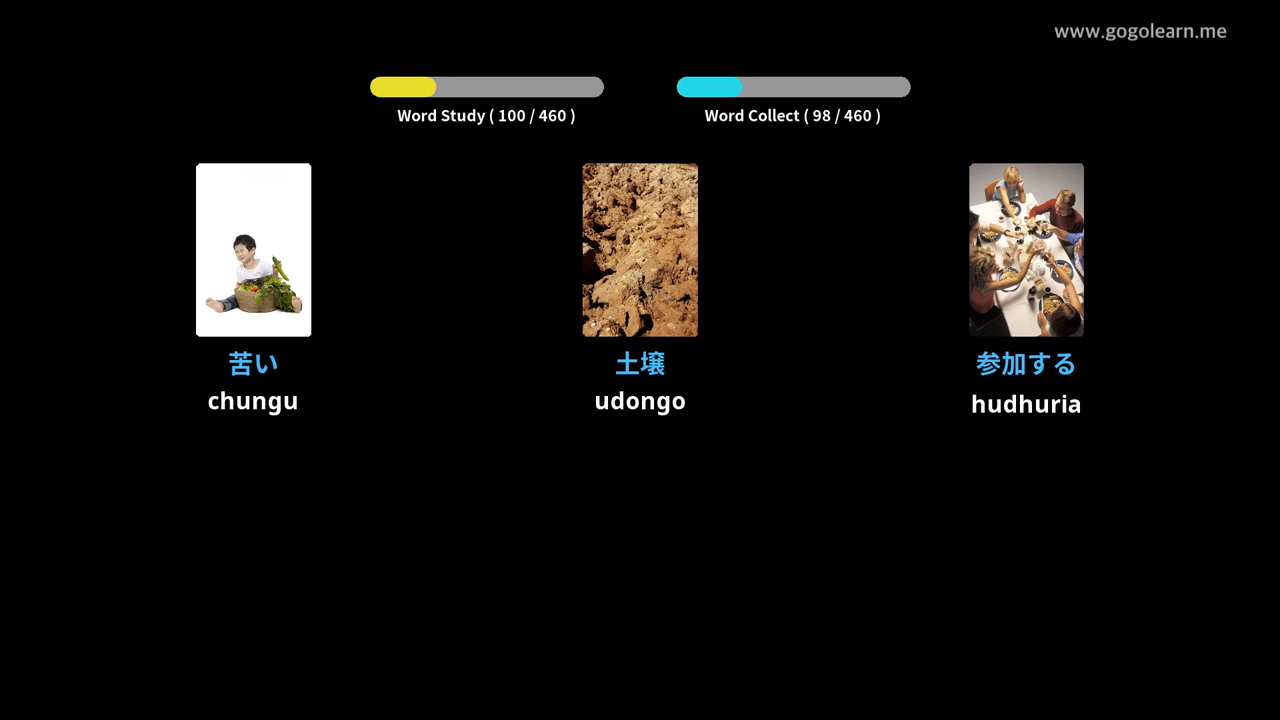 www.gogolearn.me
Word Study ( 100 / 460 )
Word Collect ( 98 / 460 )
苦い
土壌
参加する
chungu
udongo
hudhuria